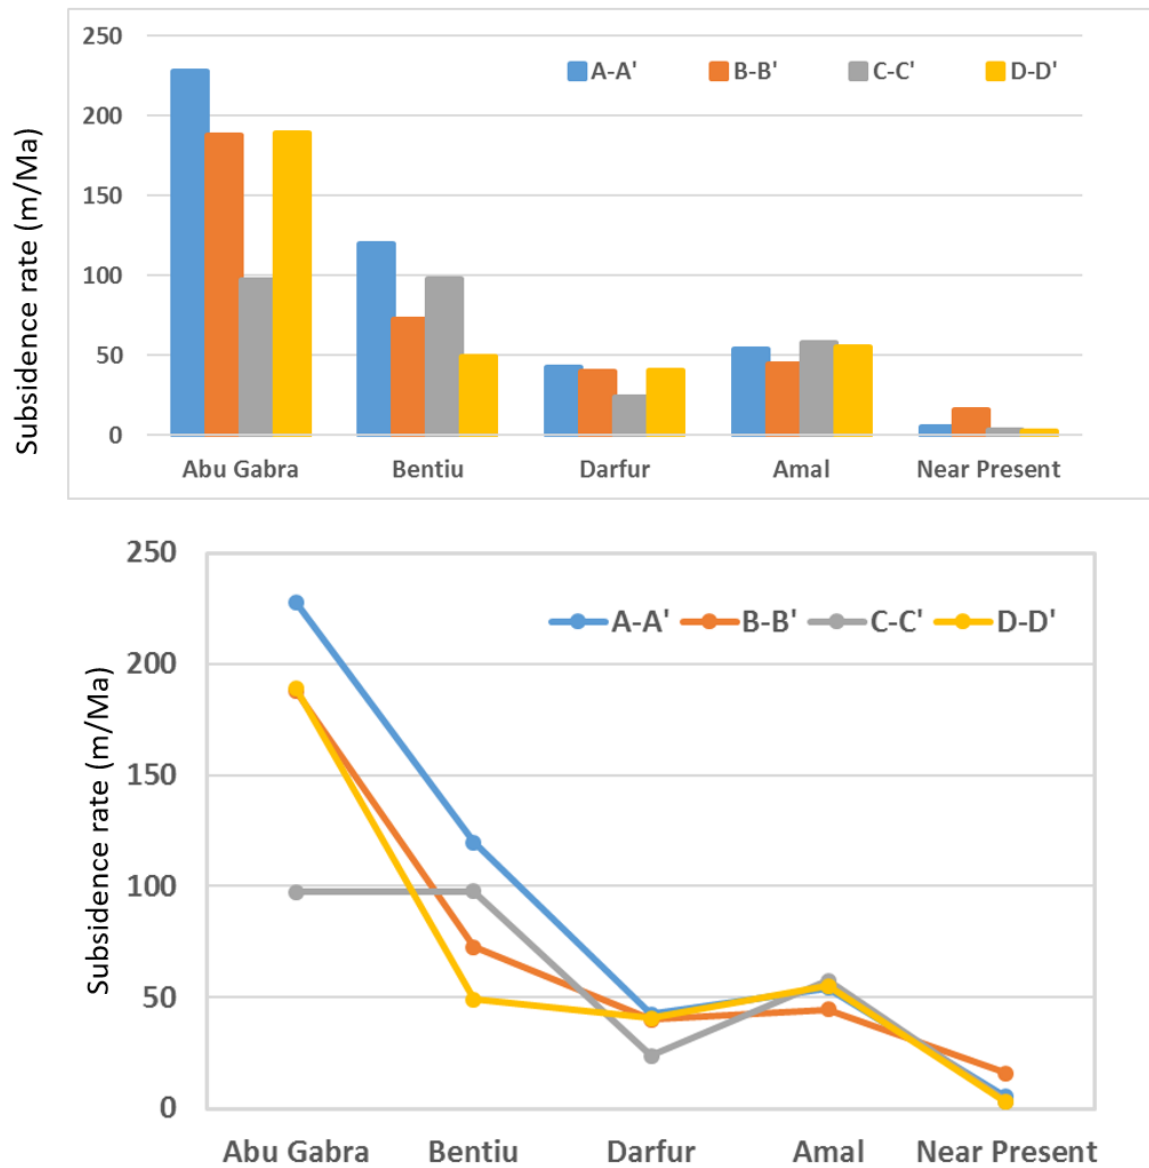 250
A-A' B-B' C-C' D-D'
200
150
100
50
0
Subsidence rate (m/Ma)
Abu Gabra Bentiu Darfur Amal Near Present
250
A-A' B-B' C-C' D-D'
200
150
100
50
0
Subsidence rate (m/Ma)
Abu Gabra Bentiu Darfur Amal Near Present